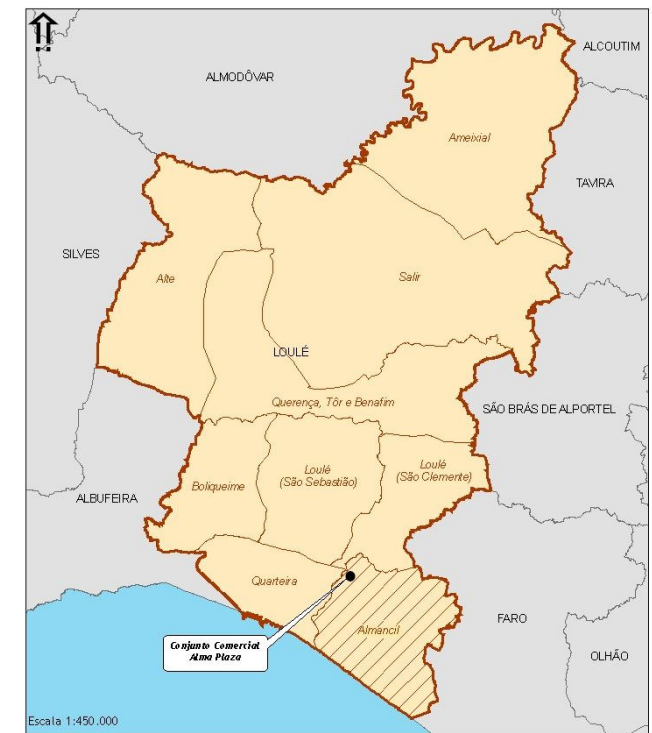 ALCOUTIM
ALMODÔVAR
Ameixial
TAVIRA
SILVES
Alte
Salir
LOULÉ
Querença, Tôr e Benafim
SÃO BRÁS DE ALPORTEL
Loulé
(São Sebastião)
Loulé
(São Clemente)
Boliqueime
ALBUFEIRA
Quarteira
Almancil
FARO
Conjunto Comercial
Alma Plaza
OLHÃO
Escala 1:450.000